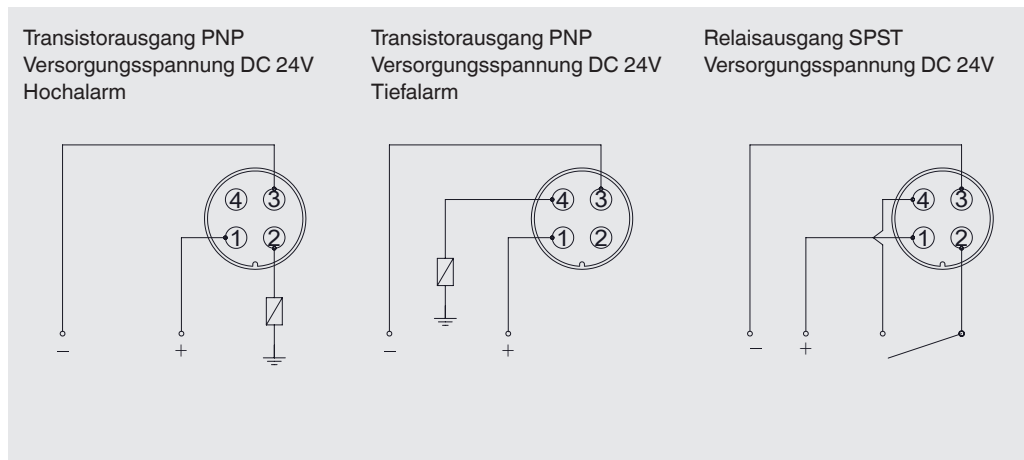 Transistorausgang PNP
Versorgungsspannung DC 24V
Hochalarm
4 3
1 2
− +
Transistorausgang PNP
Versorgungsspannung DC 24V
Tiefalarm
4 3
1 2
− +
Relaisausgang SPST
Versorgungsspannung DC 24V
4 3
1 2
− +